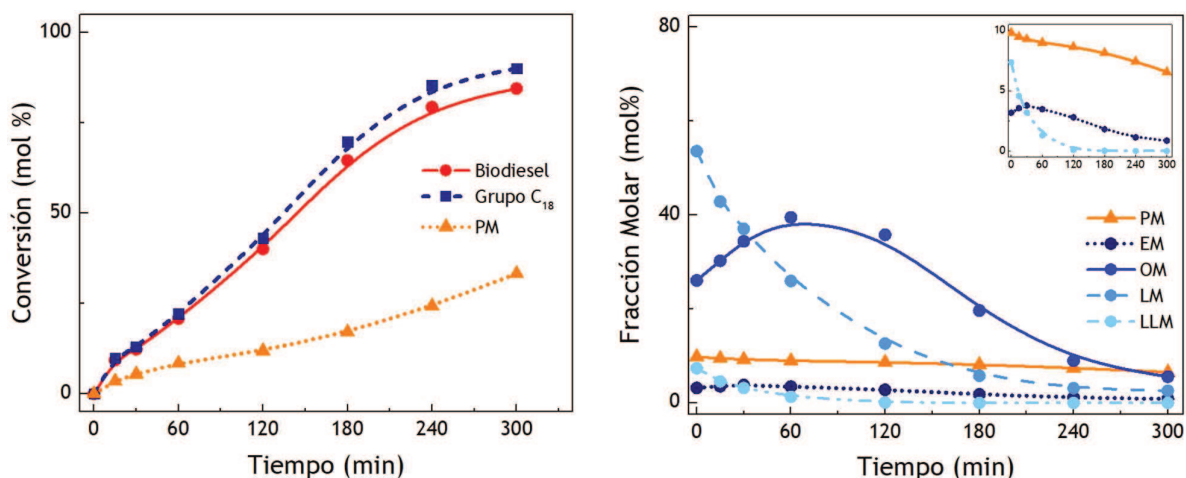 100
50
0
Conversión (mol %)
Biodiesel
Grupo C₁₈
PM
0 60 120 180 240 300
Tiempo (min)
80
40
0
Fracción Molar (mol%)
10
5
0
0 60 120 180 240 300
PM
EM
OM
LM
LLM
0 60 120 180 240 300
Tiempo (min)